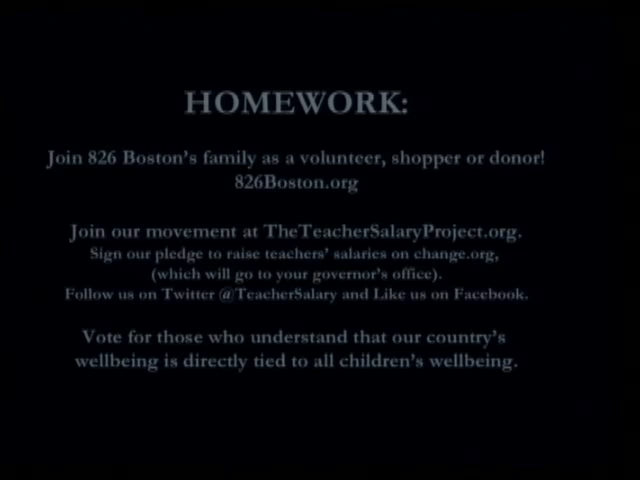 HOMEWORK:
Join 826 Boston's family as a volunteer, shopper or donor!
826Boston.org
Join our movement at TheTeacherSalaryProject.org.
Sign our pledge to raise teachers' salaries on change.org,
(which will go to your governor's office).
Follow us on Twitter @TeacherSalary and Like us on Facebook.
Vote for those who understand that our country's
wellbeing is directly tied to all children's wellbeing.